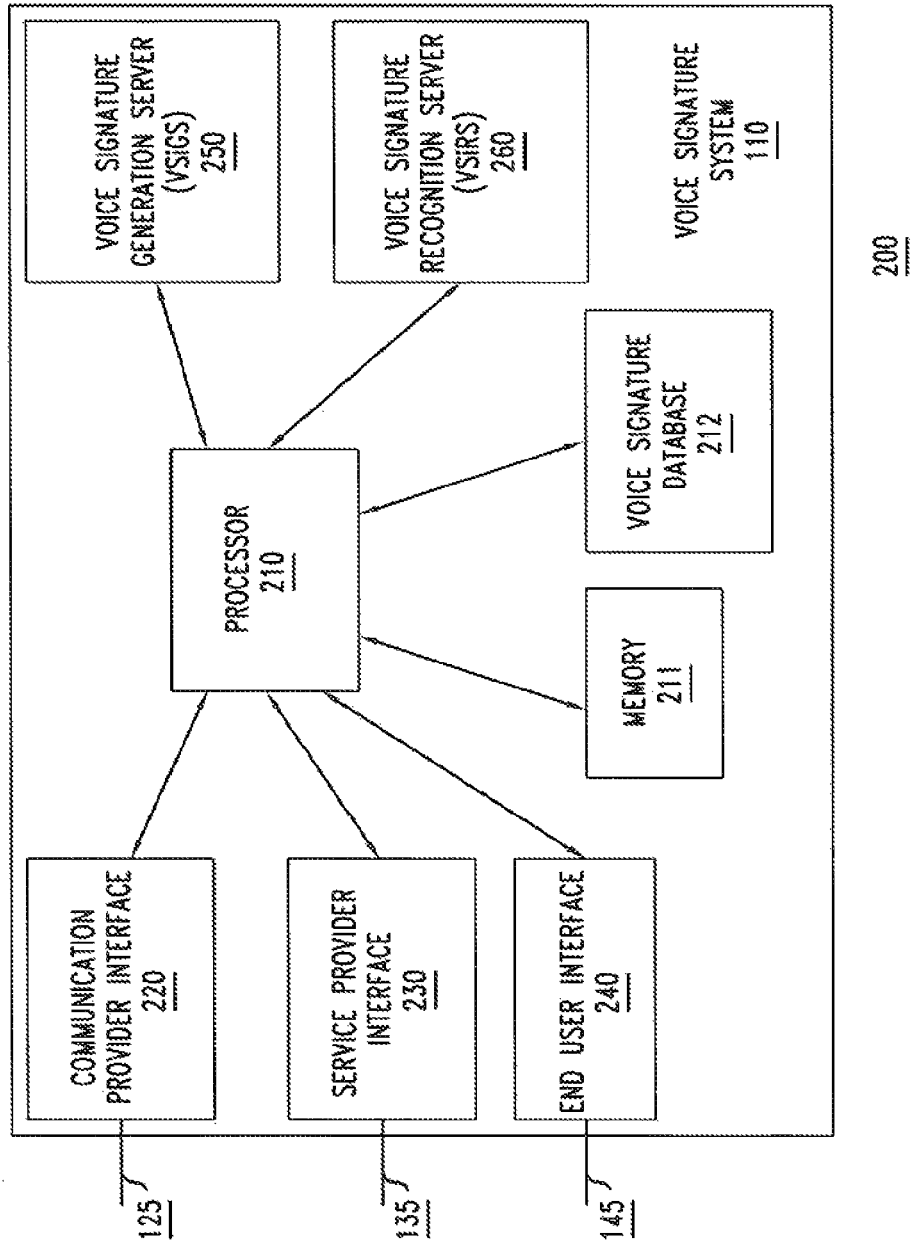 COMMUNICATION
PROVIDER INTERFACE
220
SERVICE PROVIDER
INTERFACE
230
END USER INTERFACE
240
125
135
145
PROCESSOR
210
MEMORY
211
VOICE SIGNATURE
DATABASE
212
VOICE SIGNATURE
GENERATION SERVER
(VSiGS)
250
VOICE SIGNATURE
RECOGNITION SERVER
(VSiRS)
260
VOICE SIGNATURE
SYSTEM
110
200